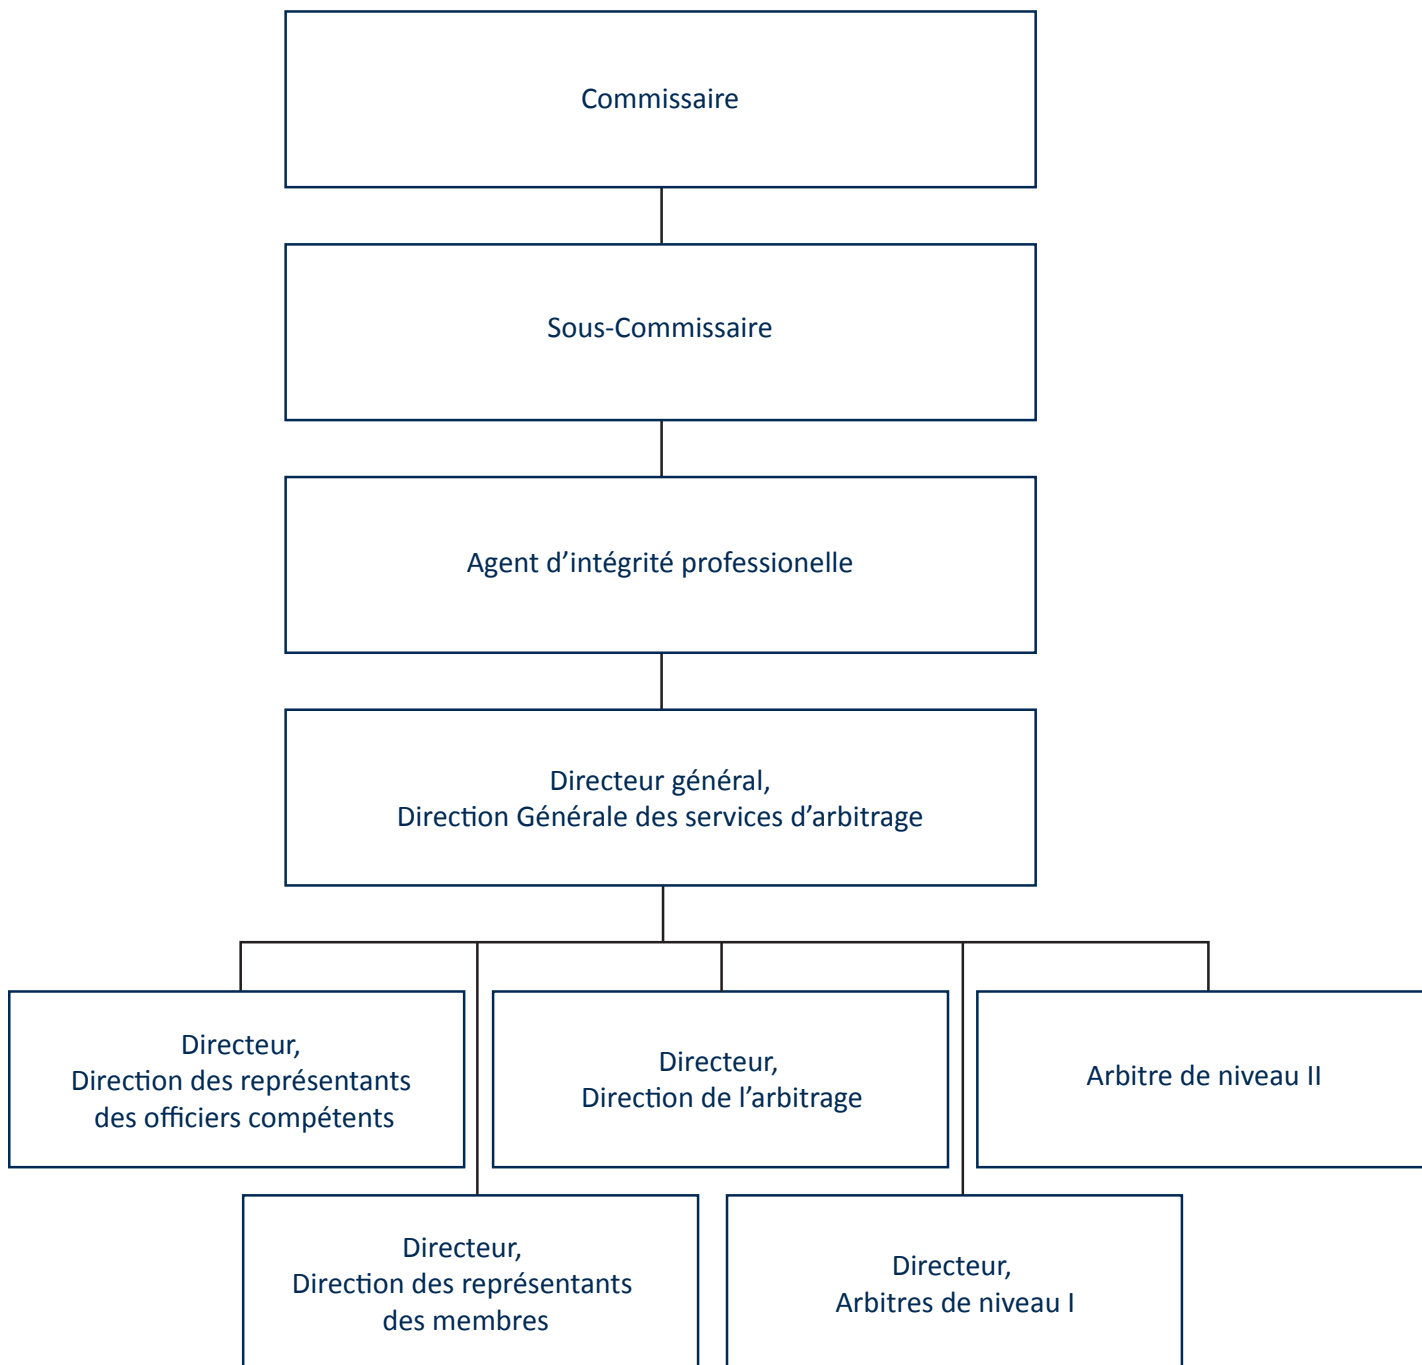 Commissaire
Sous-Commissaire
Agent d’intégrité professionelle
Directeur général,
Direction Générale des services d’arbitrage
Directeur,
Direction des représentants
des officiers compétents
Directeur,
Direction de l’arbitrage
Arbitre de niveau II
Directeur,
Direction des représentants
des membres
Directeur,
Arbitres de niveau I